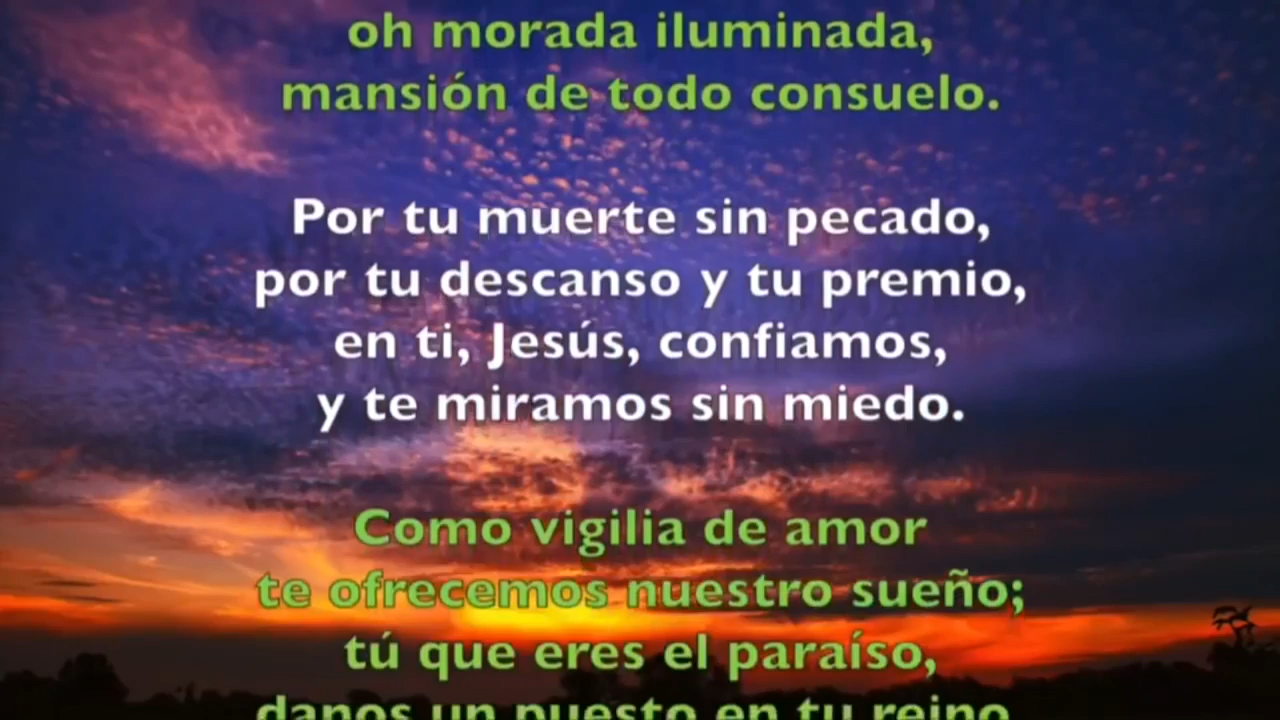 oh morada iluminada,
mansión de todo consuelo.
Por tu muerte sin pecado,
por tu descanso y tu premio,
en ti, Jesús, confiamos,
y te miramos sin miedo.
Como vigilia de amor
te ofrecemos nuestro sueño;
tú que eres el paraíso,
danos un puesto en tu reino